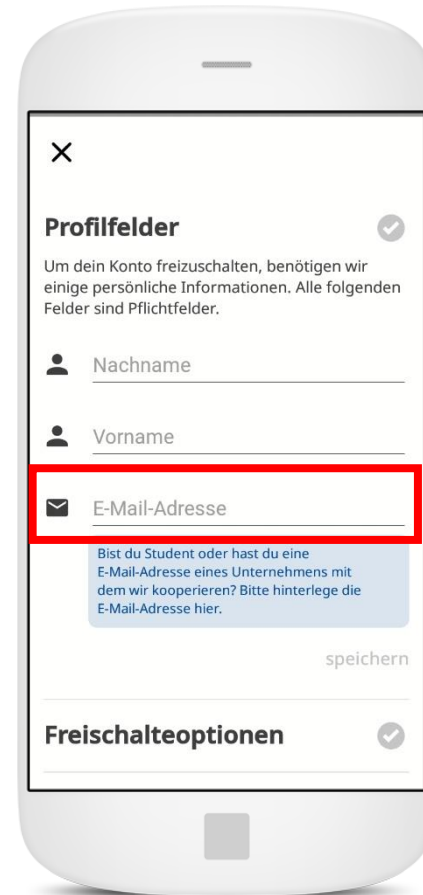 Profilfelder
Um dein Konto freizuschalten, benötigen wir
einige persönliche Informationen. Alle folgenden
Felder sind Pflichtfelder.
Nachname
Vorname
E-Mail-Adresse
Bist du Student oder hast du eine
E-Mail-Adresse eines Unternehmens mit
dem wir kooperieren? Bitte hinterlege die
E-Mail-Adresse hier.
speichern
Freischalteoptionen